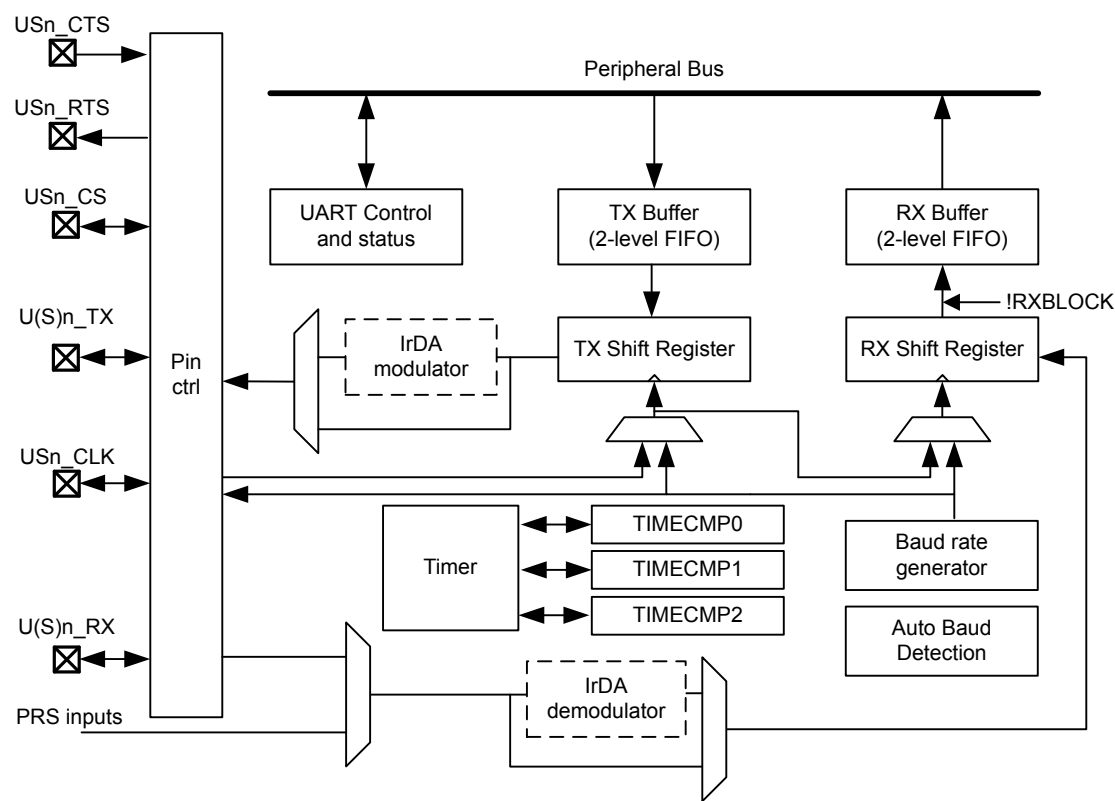 USn_CTS
Peripheral Bus
USn_RTS
USn_CS
UART Control
and status
TX Buffer
(2-level FIFO)
RX Buffer
(2-level FIFO)
!RXBLOCK
U(S)n_TX
Pin
ctrl
IrDA
modulator
TX Shift Register
RX Shift Register
USn_CLK
Timer
TIMECMP0
TIMECMP1
TIMECMP2
Baud rate
generator
Auto Baud
Detection
U(S)n_RX
PRS inputs
IrDA
demodulator